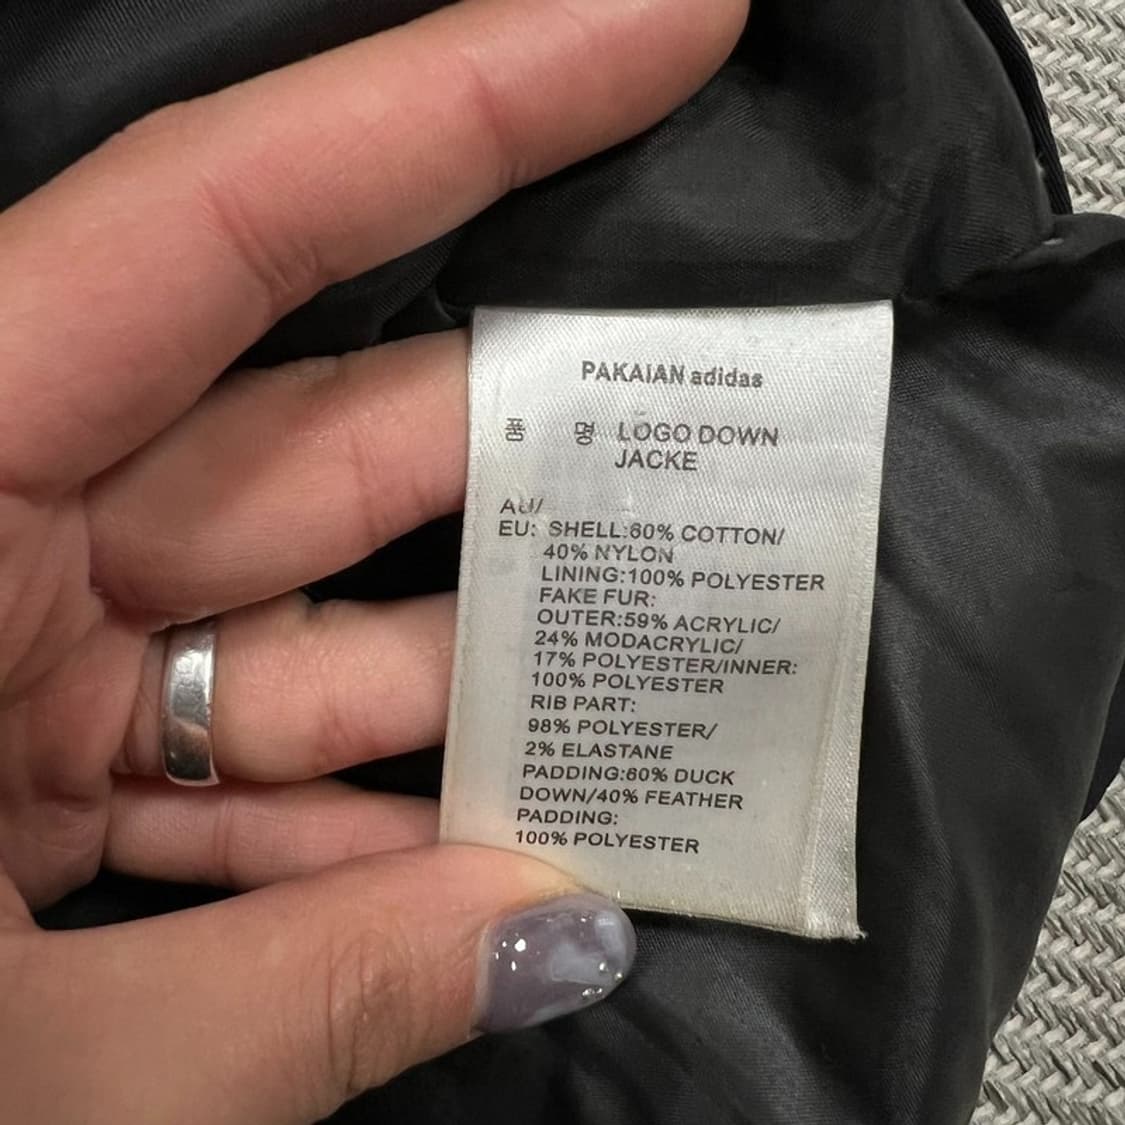 PAKAIAN adidas
품 명 LOGO DOWN
JACKE
AU/
EU: SHELL:60% COTTON/
40% NYLON
LINING:100% POLYESTER
FAKE FUR:
OUTER:59% ACRYLIC/
24% MODACRYLIC/
17% POLYESTER/INNER:
100% POLYESTER
RIB PART:
98% POLYESTER/
2% ELASTANE
PADDING:60% DUCK
DOWN/40% FEATHER
PADDING:
100% POLYESTER